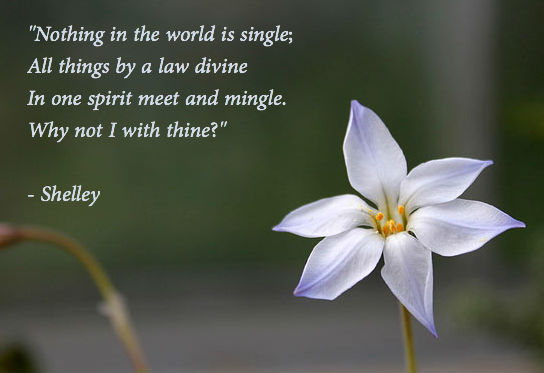 "Nothing in the world is single;
All things by a law divine
In one spirit meet and mingle.
Why not I with thine?"
- Shelley